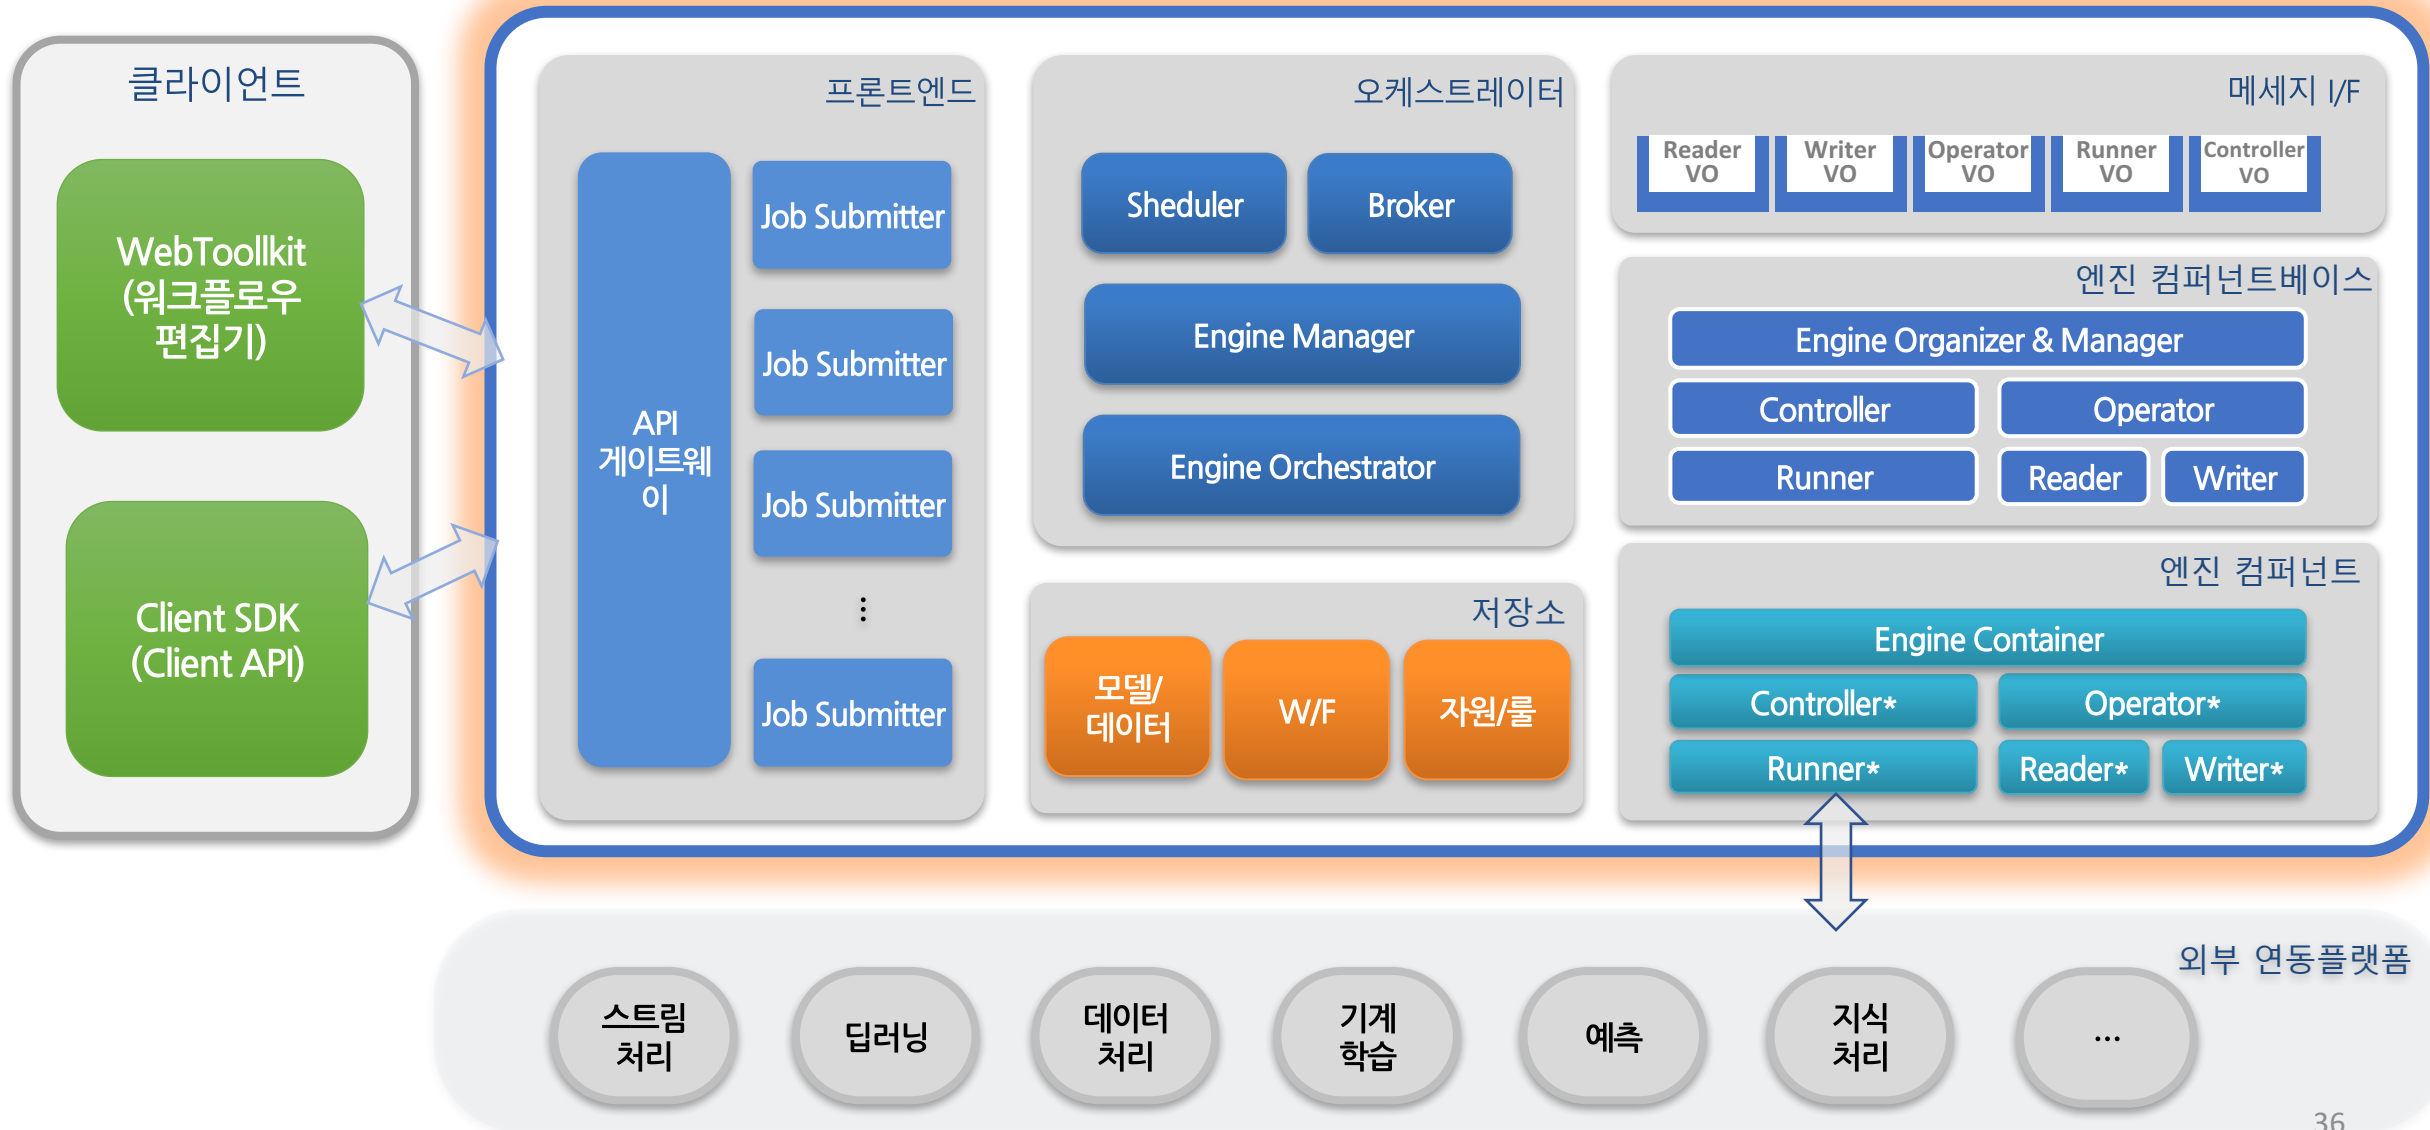 클라이언트
WebToollkit
(워크플로우
편집기)
Client SDK
(Client API)
프론트엔드
API
게이트웨
이
Job Submitter
Job Submitter
Job Submitter
⋮
Job Submitter
오케스트레이터
Sheduler
Broker
Engine Manager
Engine Orchestrator
저장소
모델/
데이터
W/F
자원/룰
메세지 I/F
Reader
VO
Writer
VO
Operator
VO
Runner
VO
Controller
VO
엔진 컴퍼넌트베이스
Engine Organizer & Manager
Controller
Operator
Runner
Reader
Writer
엔진 컴퍼넌트
Engine Container
Controller*
Operator*
Runner*
Reader*
Writer*
외부 연동플랫폼
스트림
처리
딥러닝
데이터
처리
기계
학습
예측
지식
처리
...
36